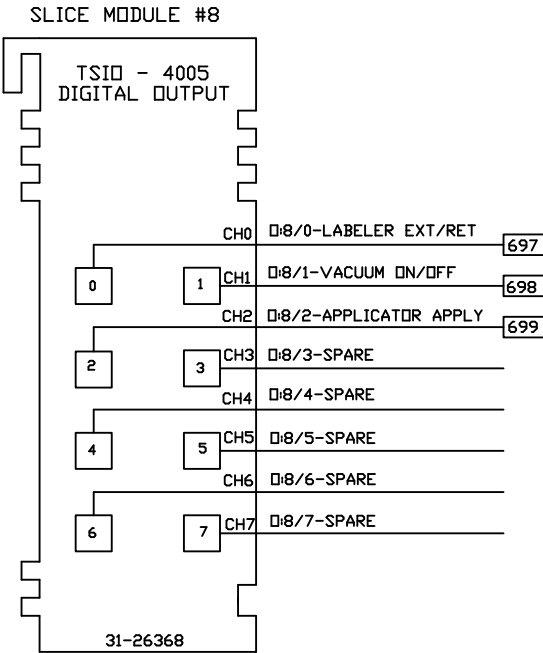 SLICE MODULE #8
TSIO - 4005
DIGITAL OUTPUT
CH0 O:8/0-LABELER EXT/RET 697
0
1 CH1 O:8/1-VACUUM ON/OFF 698
CH2 O:8/2-APPLICATOR APPLY 699
2
3 CH3 O:8/3-SPARE
CH4 O:8/4-SPARE
4
5 CH5 O:8/5-SPARE
CH6 O:8/6-SPARE
6
7 CH7 O:8/7-SPARE
31-26368